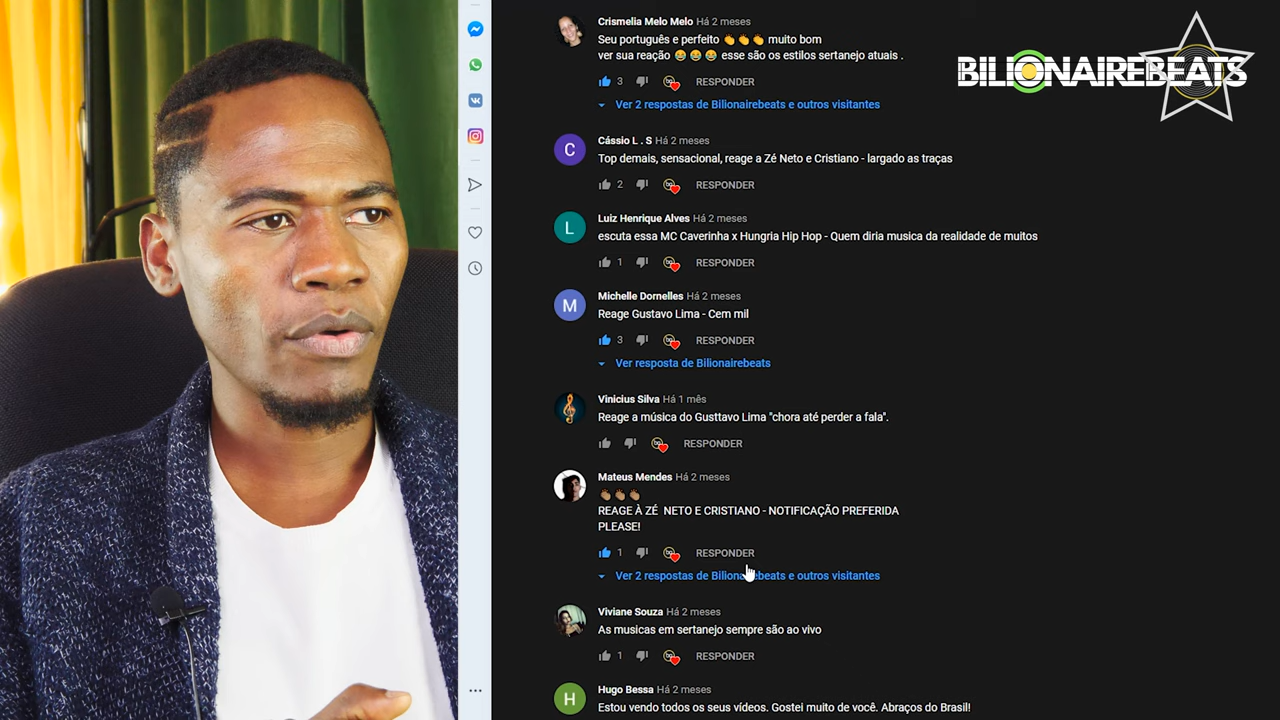 BILIONAIREBEATS
Crismelia Melo Melo Há 2 meses
Seu português e perfeito 👏👏👏 muito bom
ver sua reação 😂😂😂 esse são os estilos sertanejo atuais .
3 RESPONDER
Ver 2 respostas de Bilionairebeats e outros visitantes
C
Cássio L . S Há 2 meses
Top demais, sensacional, reage a Zé Neto e Cristiano - largado as traças
2 RESPONDER
L
Luiz Henrique Alves Há 2 meses
escuta essa MC Caverinha x Hungria Hip Hop - Quem diria musica da realidade de muitos
1 RESPONDER
M
Michelle Dornelles Há 2 meses
Reage Gustavo Lima - Cem mil
3 RESPONDER
Ver resposta de Bilionairebeats
Vinicius Silva Há 1 mês
Reage a música do Gusttavo Lima "chora até perder a fala".
RESPONDER
Mateus Mendes Há 2 meses
👏🏽👏🏽👏🏽
REAGE À ZÉ NETO E CRISTIANO - NOTIFICAÇÃO PREFERIDA
PLEASE!
1 RESPONDER
Ver 2 respostas de Bilionairebeats e outros visitantes
Viviane Souza Há 2 meses
As musicas em sertanejo sempre são ao vivo
1 RESPONDER
H
Hugo Bessa Há 2 meses
Estou vendo todos os seus vídeos. Gostei muito de você. Abraços do Brasil!